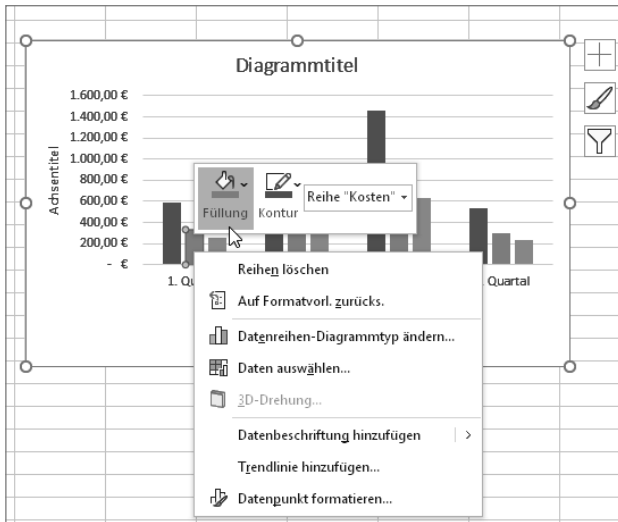 Diagrammtitel
Achsentitel
1.600,00 €
1.400,00 €
1.200,00 €
1.000,00 €
800,00 €
600,00 €
400,00 €
200,00 €
- €
Füllung
Kontur
Reihe "Kosten"
1. Qu
Quartal
Reihen löschen
Auf Formatvorl. zurücks.
Datenreihen-Diagrammtyp ändern...
Daten auswählen...
3D-Drehung...
Datenbeschriftung hinzufügen
Trendlinie hinzufügen...
Datenpunkt formatieren...